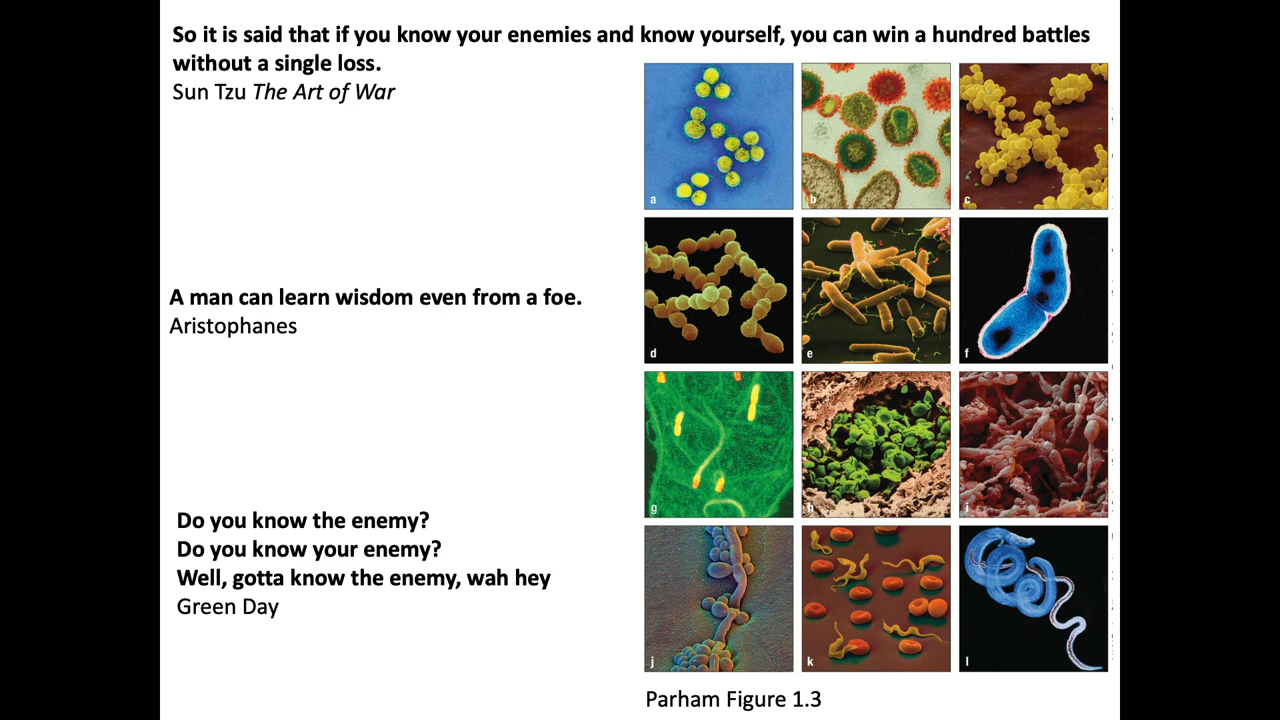 So it is said that if you know your enemies and know yourself, you can win a hundred battles
without a single loss.
Sun Tzu The Art of War
A man can learn wisdom even from a foe.
Aristophanes
Do you know the enemy?
Do you know your enemy?
Well, gotta know the enemy, wah hey
Green Day
a
b
c
d
e
f
g
h
i
j
k
l
Parham Figure 1.3